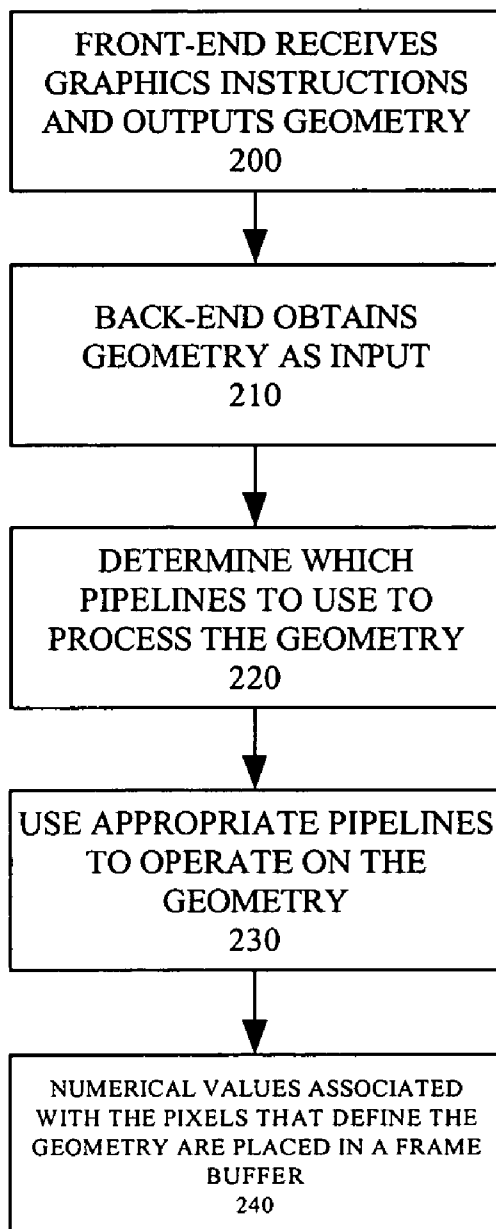 FRONT-END RECEIVES
GRAPHICS INSTRUCTIONS
AND OUTPUTS GEOMETRY
200
BACK-END OBTAINS
GEOMETRY AS INPUT
210
DETERMINE WHICH
PIPELINES TO USE TO
PROCESS THE GEOMETRY
220
USE APPROPRIATE PIPELINES
TO OPERATE ON THE
GEOMETRY
230
NUMERICAL VALUES ASSOCIATED
WITH THE PIXELS THAT DEFINE THE
GEOMETRY ARE PLACED IN A FRAME
BUFFER
240